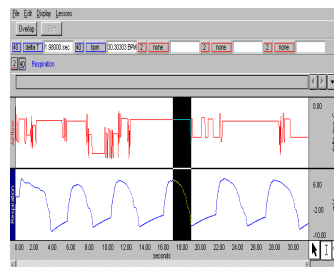 File Edit Display Lessons
Overlap
40 delta T 1.98000 sec 40 bpm 30.30303 BPM 2 none 2 none 2 none
2 40 Respiration
0.00
Airflow
6.00
-2.00
-10.00
Respiration
0.00 2.00 4.00 6.00 8.00 10.00 12.00 14.00 16.00 18.00 20.00 22.00 24.00 26.00 28.00 30.00
seconds